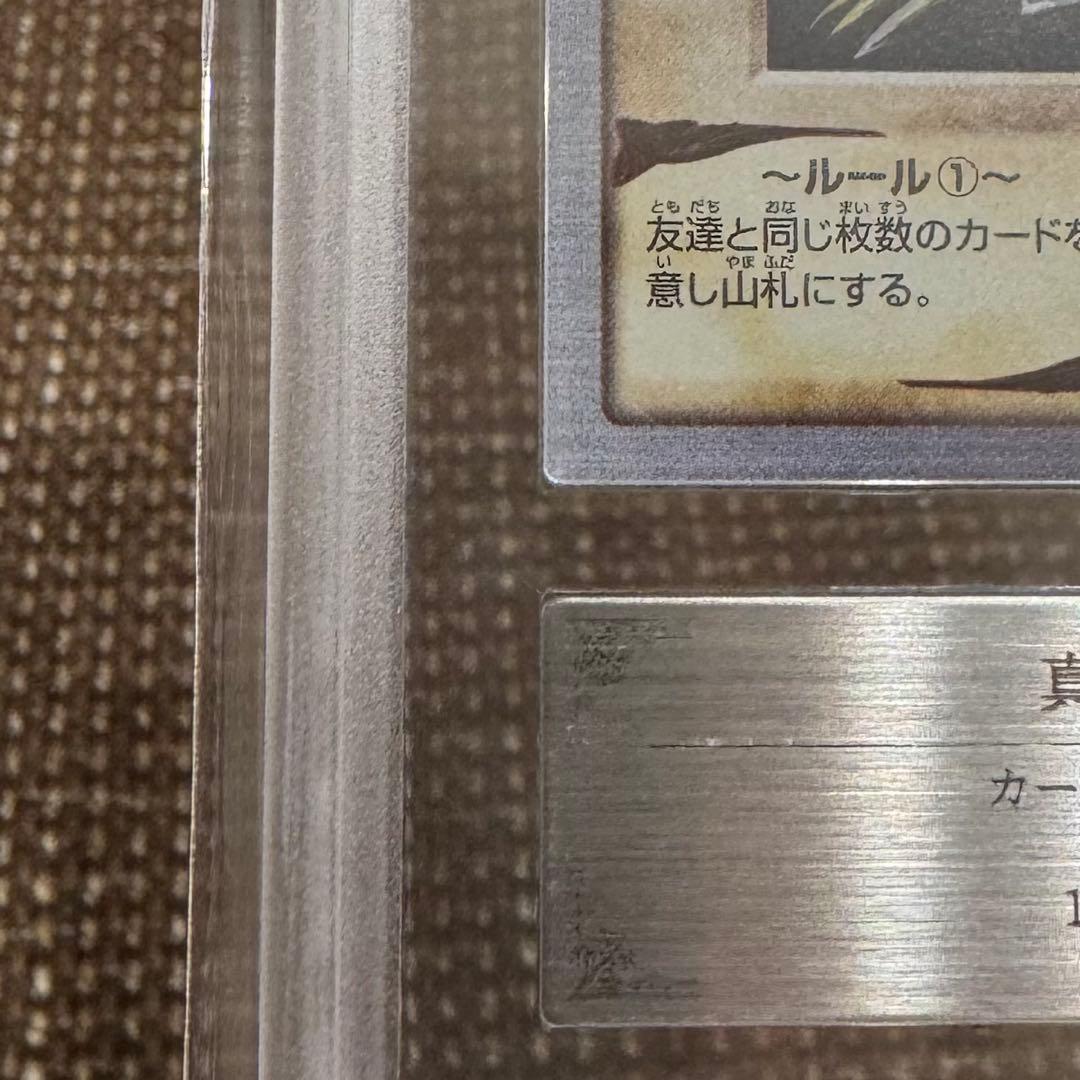 ～ルール①～
とも だち おな まい すう
友達と同じ枚数のカードを
い やま ふだ
意し山札にする。
真
カー
1